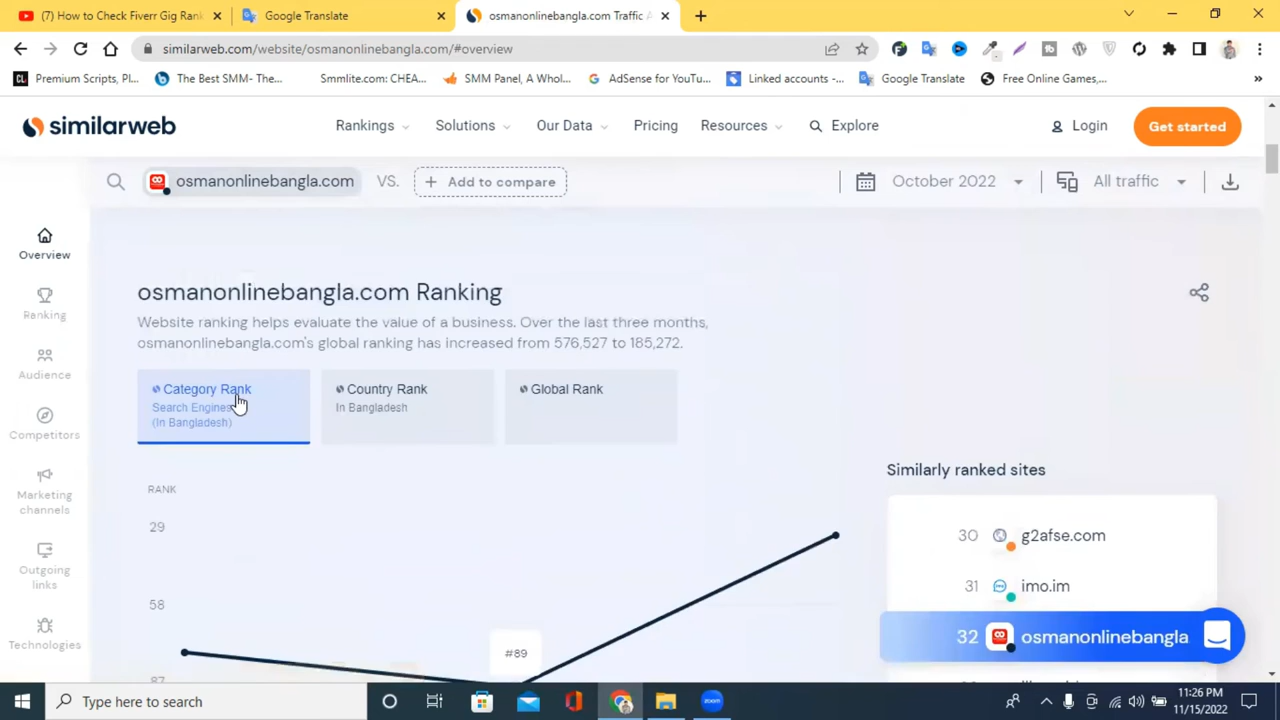 (7) How to Check Fiverr Gig Rank
Google Translate
osmanonlinebangla.com Traffic A
similarweb.com/website/osmanonlinebangla.com/#overview
Premium Scripts, Pl...
The Best SMM- The...
Smmlite.com: CHEA...
SMM Panel, A Whol...
AdSense for YouTu...
Linked accounts -...
Google Translate
Free Online Games,...
similarweb
Rankings
Solutions
Our Data
Pricing
Resources
Explore
Login
Get started
osmanonlinebangla.com
VS.
+ Add to compare
October 2022
All traffic
Overview
Ranking
Audience
Competitors
Marketing
channels
Outgoing
links
Technologies
osmanonlinebangla.com Ranking
Website ranking helps evaluate the value of a business. Over the last three months,
osmanonlinebangla.com's global ranking has increased from 576,527 to 185,272.
Category Rank
Search Engines
(In Bangladesh)
Country Rank
In Bangladesh
Global Rank
RANK
29
58
87
#89
Similarly ranked sites
30 g2afse.com
31 imo.im
32 osmanonlinebangla
Type here to search
zoom
11:26 PM
11/15/2022